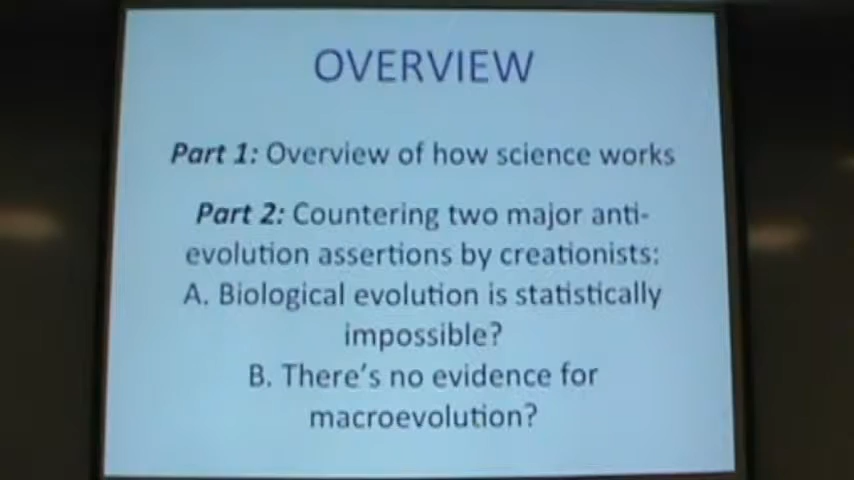 OVERVIEW
Part 1: Overview of how science works
Part 2: Countering two major anti-
evolution assertions by creationists:
A. Biological evolution is statistically
impossible?
B. There's no evidence for
macroevolution?